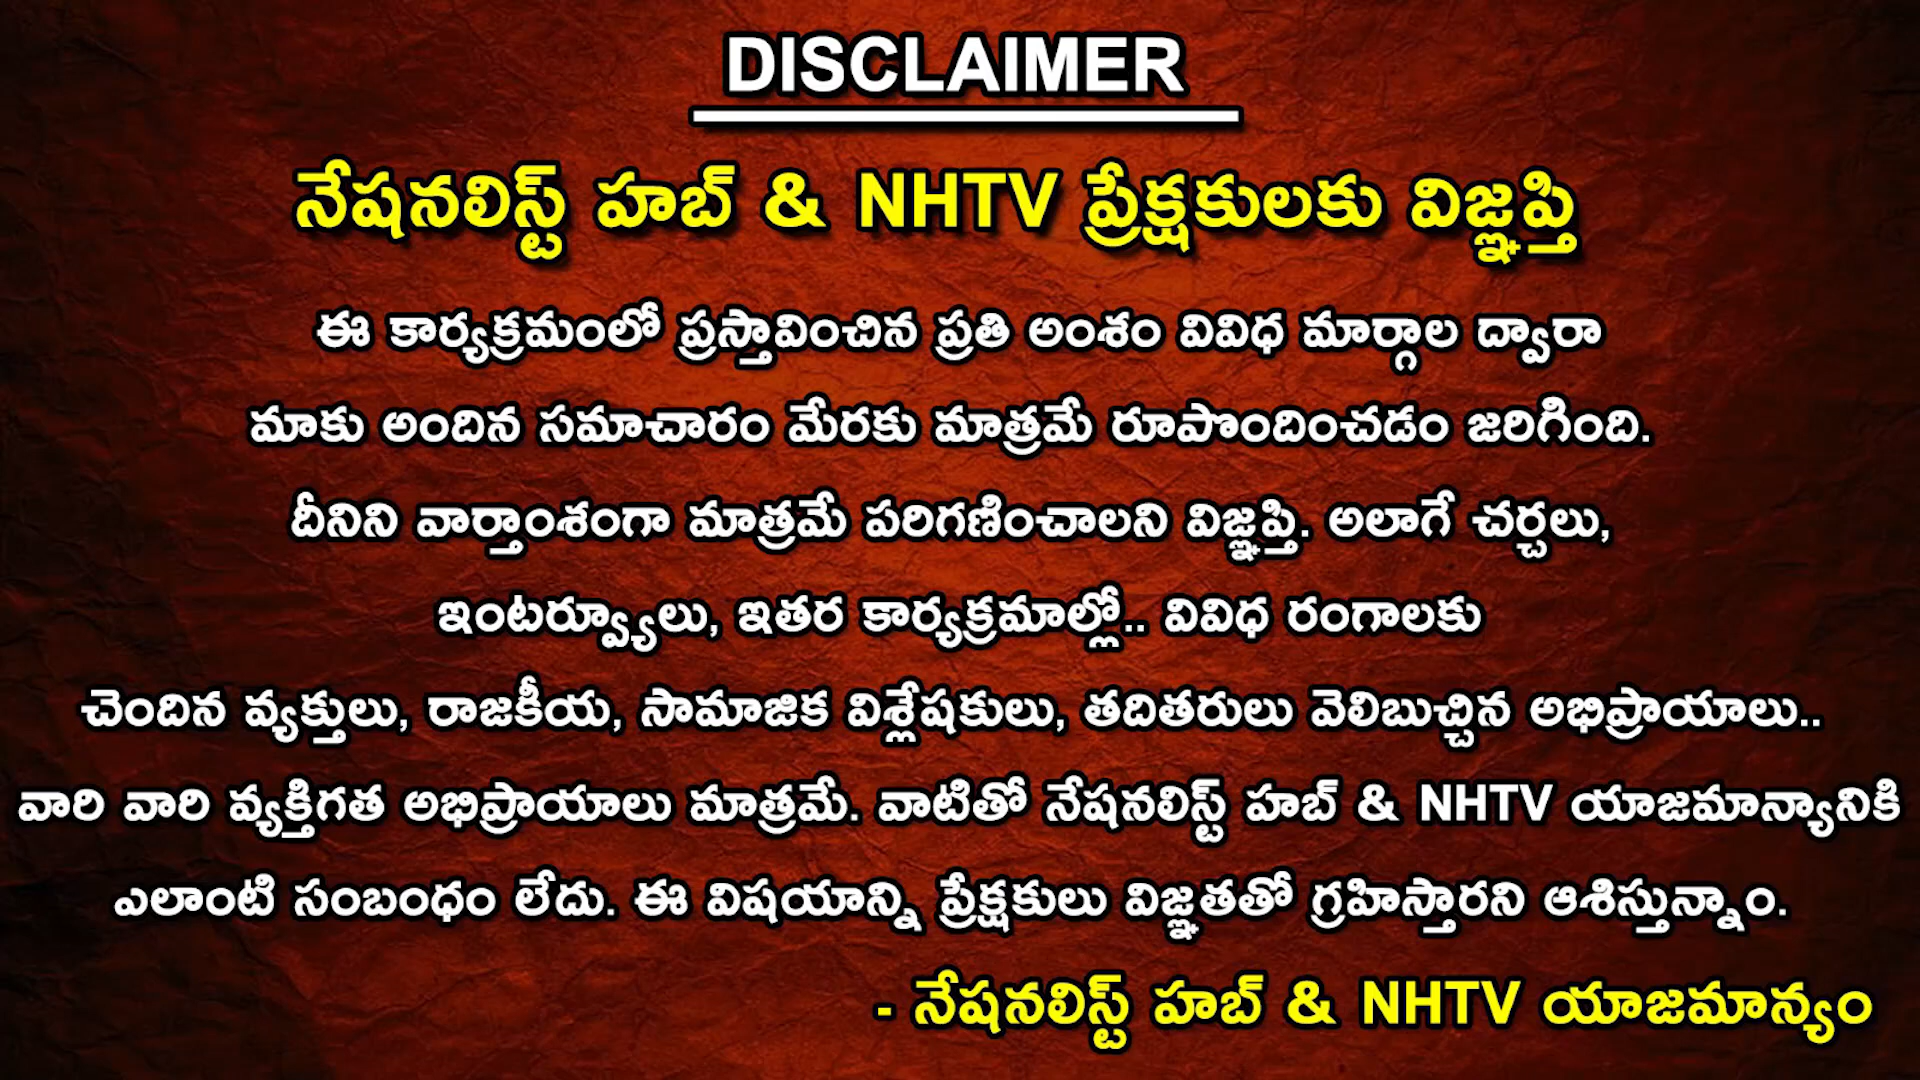 DISCLAIMER
నేషనలిస్ట్ హబ్ & NHTV ప్రేక్షకులకు విజ్ఞప్తి
ఈ కార్యక్రమంలో ప్రస్తావించిన ప్రతి అంశం వివిధ మార్గాల ద్వారా
మాకు అందిన సమాచారం మేరకు మాత్రమే రూపొందించడం జరిగింది.
దీనిని వార్తాంశంగా మాత్రమే పరిగణించాలని విజ్ఞప్తి. అలాగే చర్చలు,
ఇంటర్వ్యూలు, ఇతర కార్యక్రమాల్లో.. వివిధ రంగాలకు
చెందిన వ్యక్తులు, రాజకీయ, సామాజిక విశ్లేషకులు, తదితరులు వెలిబుచ్చిన అభిప్రాయాలు..
వారి వారి వ్యక్తిగత అభిప్రాయాలు మాత్రమే. వాటితో నేషనలిస్ట్ హబ్ & NHTV యాజమాన్యానికి
ఎలాంటి సంబంధం లేదు. ఈ విషయాన్ని ప్రేక్షకులు విజ్ఞతతో గ్రహిస్తారని ఆశిస్తున్నాం.
- నేషనలిస్ట్ హబ్ & NHTV యాజమాన్యం